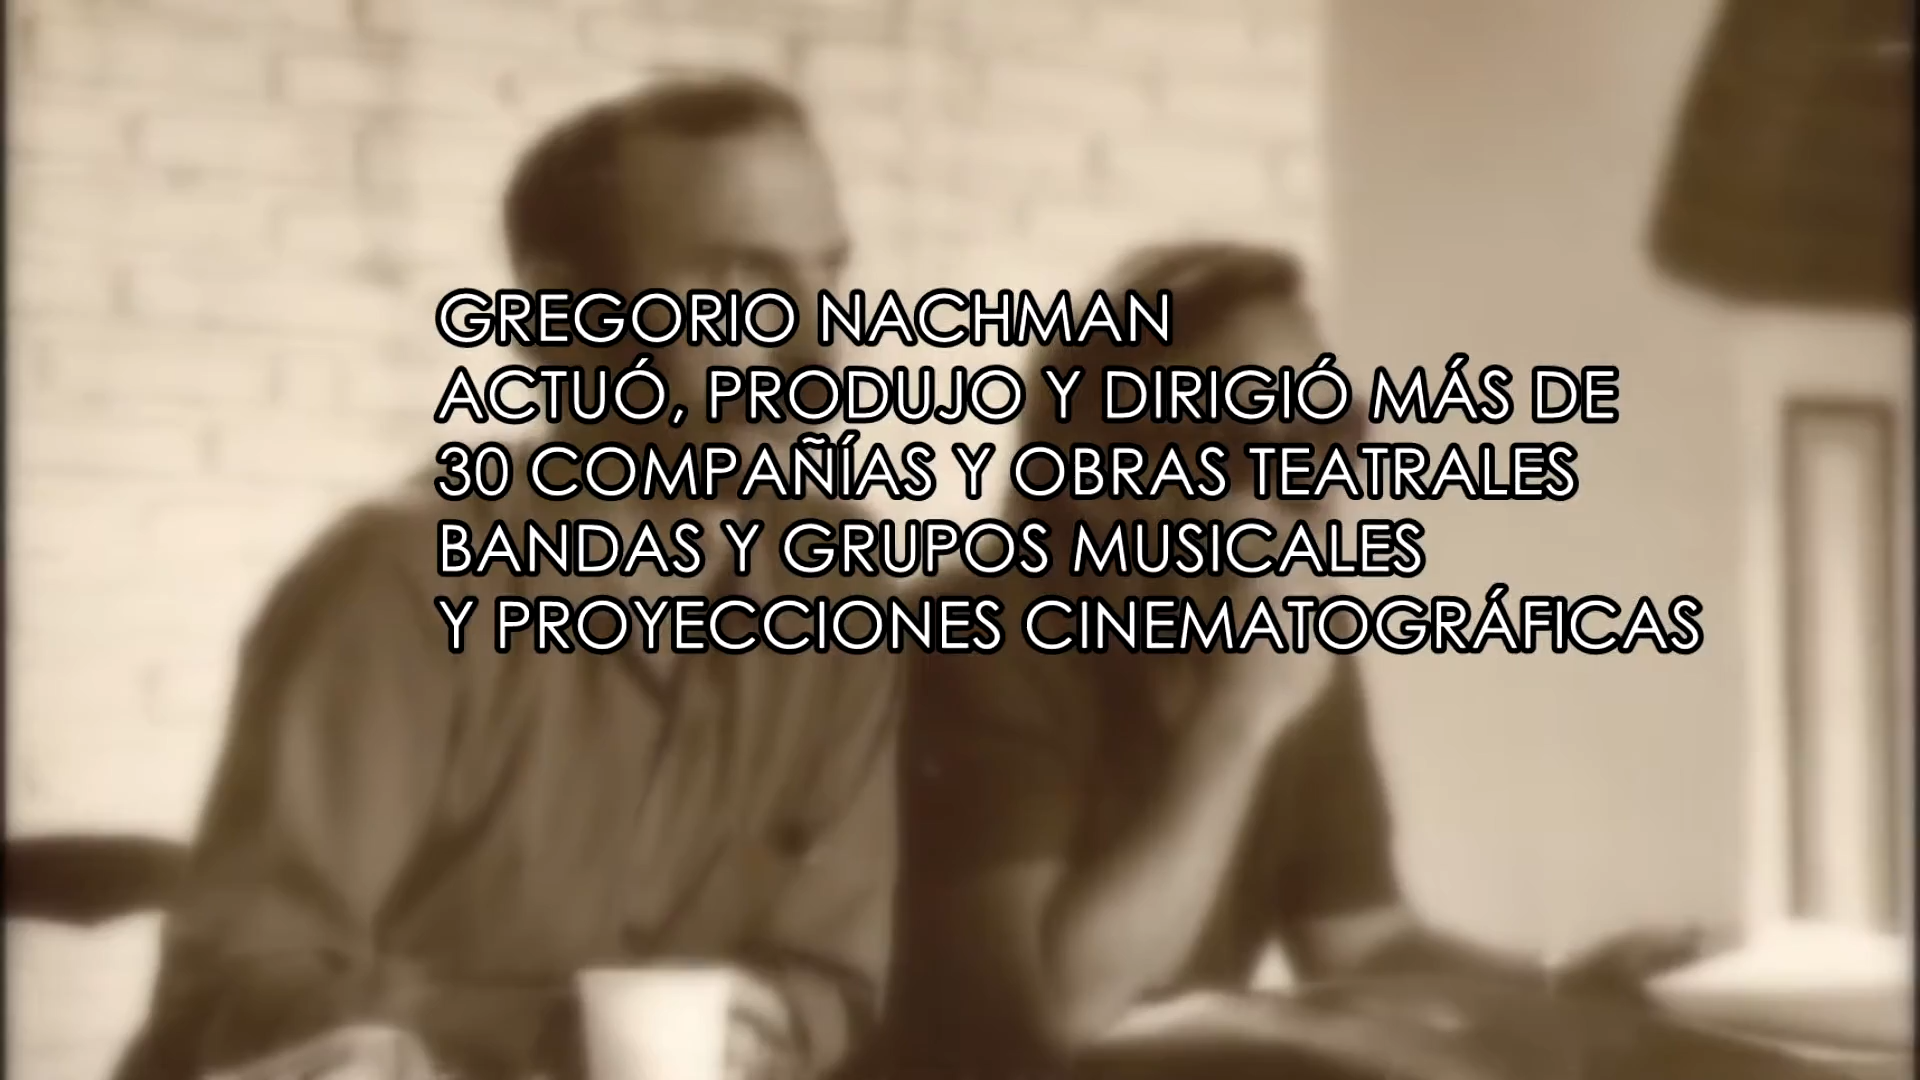 GREGORIO NACHMAN
ACTUÓ, PRODUJO Y DIRIGIÓ MÁS DE
30 COMPAÑÍAS Y OBRAS TEATRALES
BANDAS Y GRUPOS MUSICALES
Y PROYECCIONES CINEMATOGRÁFICAS